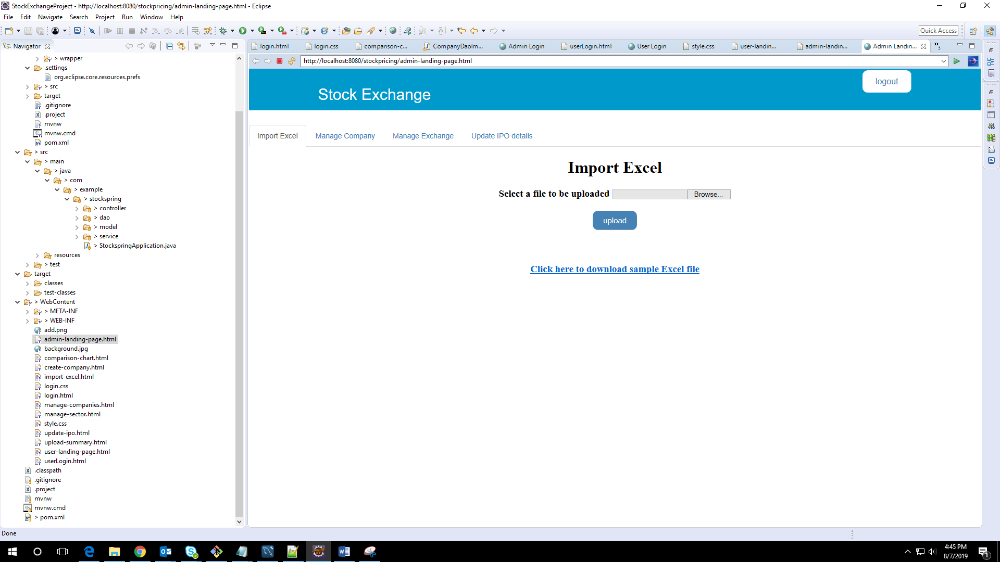 StockExchangeProject - http://localhost:8080/stockpricing/admin-landing-page.html - Eclipse
File Edit Navigate Search Project Run Window Help
Quick Access
Navigator
login.html login.css comparison-c... CompanyDaoIm... Admin Login userLogin.html User Login style.css user-landin... admin-landin... Admin Landin... »3
http://localhost:8080/stockpricing/admin-landing-page.html
> wrapper
.settings
org.eclipse.core.resources.prefs
> src
target
.gitignore
.project
mvnw
mvnw.cmd
pom.xml
> src
> main
> java
> com
> example
> stockspring
> controller
> dao
> model
> service
> StockspringApplication.java
resources
> test
target
classes
test-classes
> WebContent
> META-INF
> WEB-INF
add.png
admin-landing-page.html
background.jpg
comparison-chart.html
create-company.html
import-excel.html
login.css
login.html
manage-companies.html
manage-sector.html
style.css
update-ipo.html
upload-summary.html
user-landing-page.html
userLogin.html
.classpath
.gitignore
.project
mvnw
mvnw.cmd
> pom.xml
logout
Stock Exchange
Import Excel Manage Company Manage Exchange Update IPO details
Import Excel
Select a file to be uploaded Browse...
upload
Click here to download sample Excel file
Done
4:45 PM
8/7/2019
1